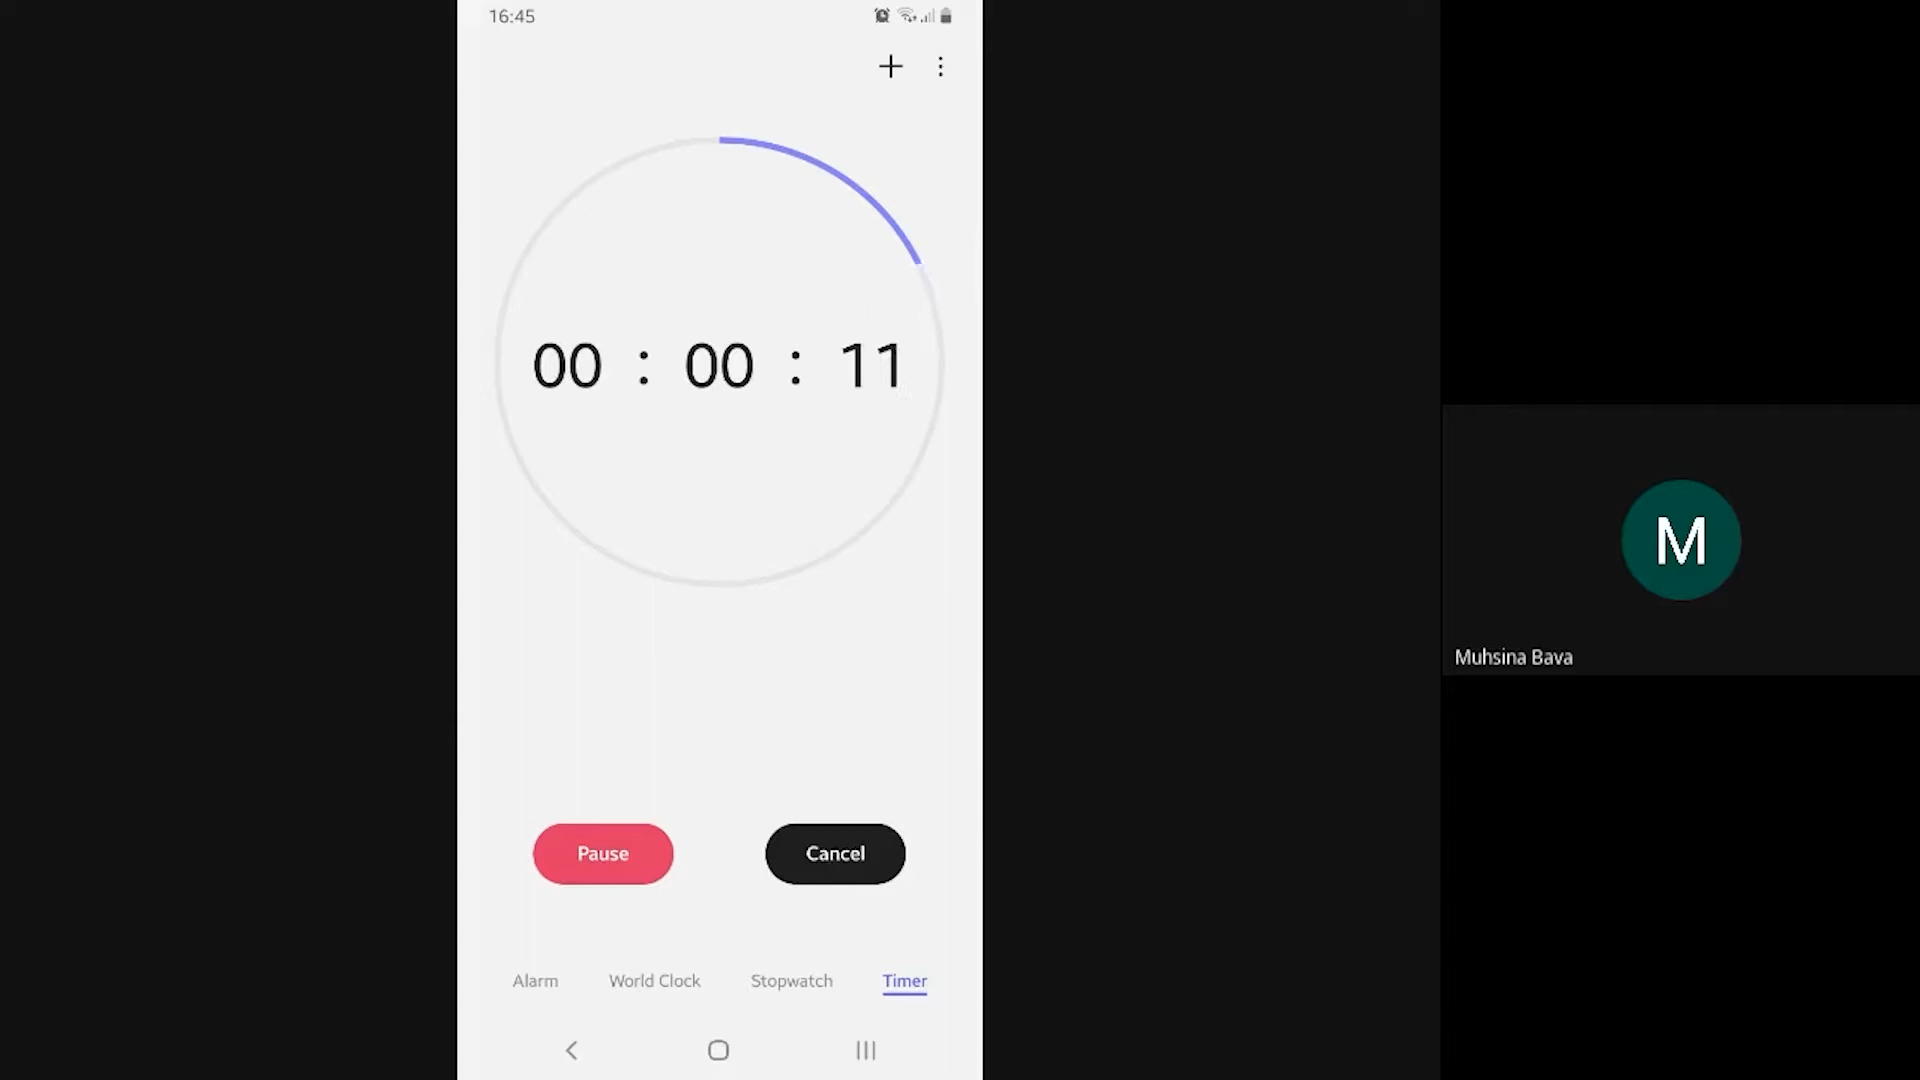 16:45
00 : 00 : 11
Pause
Cancel
Alarm
World Clock
Stopwatch
Timer
M
Muhsina Bava